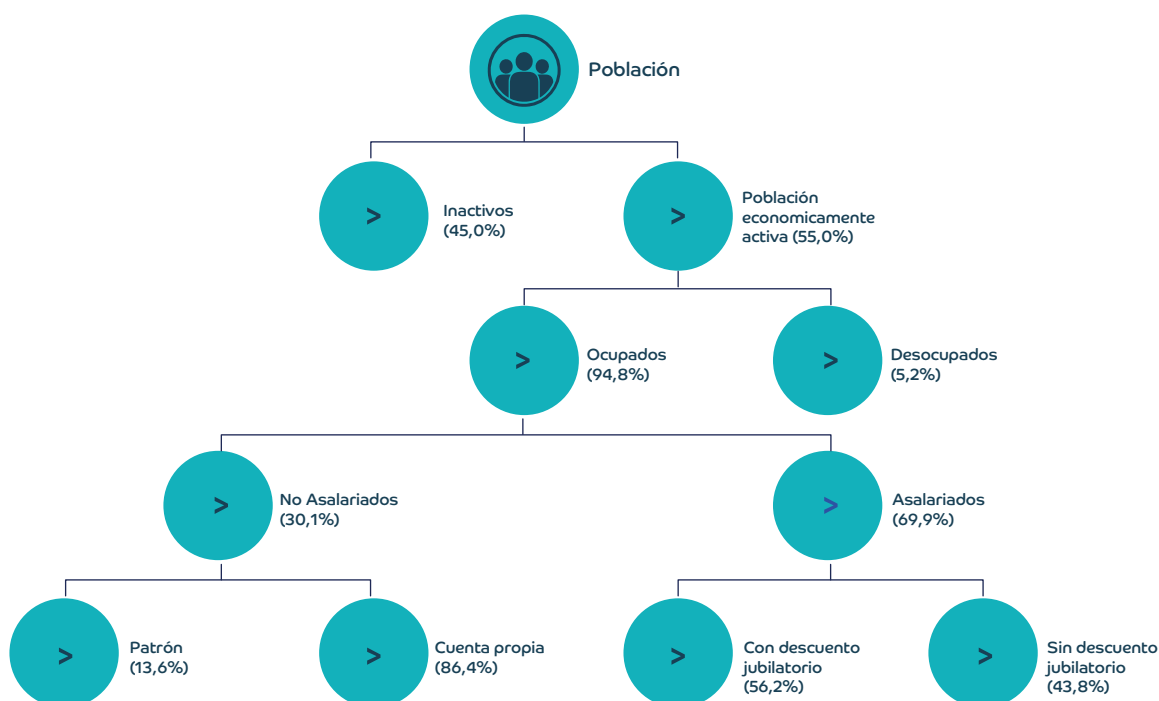 Población
>
Inactivos
(45,0%)
>
Población
economicamente
activa (55,0%)
>
Ocupados
(94,8%)
>
Desocupados
(5,2%)
>
No Asalariados
(30,1%)
>
Asalariados
(69,9%)
>
Patrón
(13,6%)
>
Cuenta propia
(86,4%)
>
Con descuento
jubilatorio
(56,2%)
>
Sin descuento
jubilatorio
(43,8%)